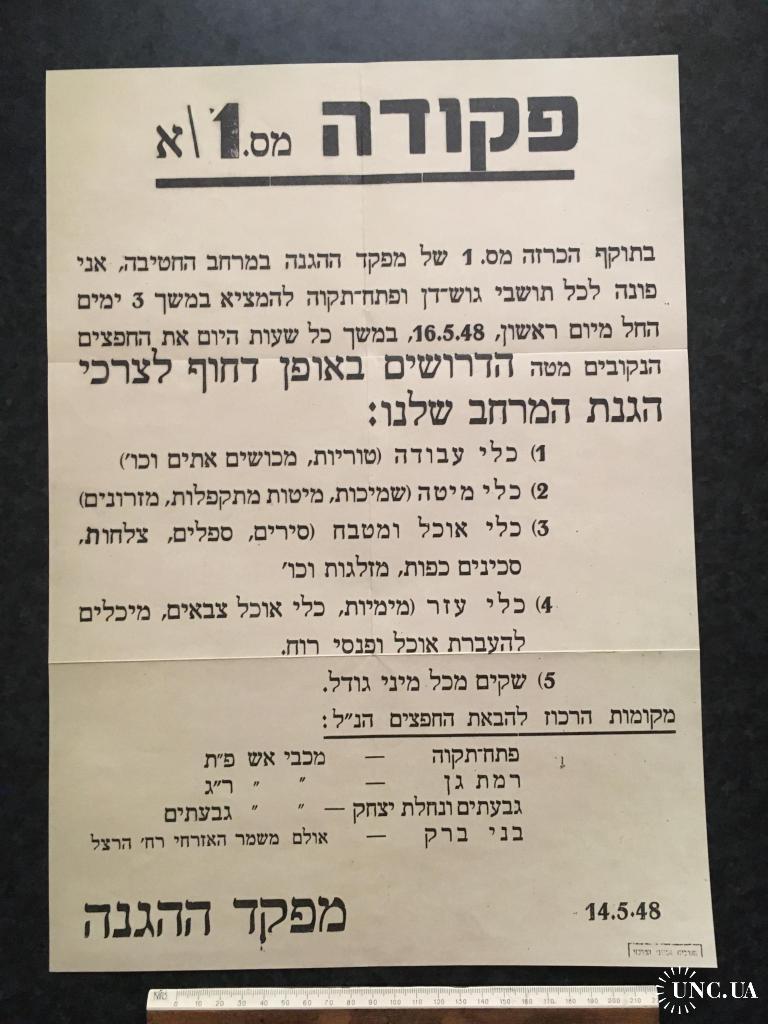 פקודה מס. 1\א
בתוקף הכרזה מס. 1 של מפקד ההגנה במרחב החטיבה, אני
פונה לכל תושבי גוש־דן ופתח־תקוה להמציא במשך 3 ימים
החל מיום ראשון, 16.5.48, במשך כל שעות היום את החפצים
הנקובים מטה הדרושים באופן דחוף לצרכי
הגנת המרחב שלנו:
1) כלי עבודה (טוריות, מכושים אתים וכו')
2) כלי מיטה (שמיכות, מיטות מתקפלות, מזרונים)
3) כלי אוכל ומטבח (סירים, ספלים, צלחות,
סכינים כפות, מזלגות וכו'
4) כלי עזר (מימיות, כלי אוכל צבאים, מיכלים
להעברת אוכל ופנסי רוח.
5) שקים מכל מיני גודל.
מקומות הרכוז להבאת החפצים הנ"ל:
פתח־תקוה — מכבי אש פ"ת
רמת גן — " " ר"ג
גבעתים ונחלת יצחק — " " גבעתים
בני ברק — אולם משמר האזרחי רח' הרצל
14.5.48 מפקד ההגנה
UNC.UA